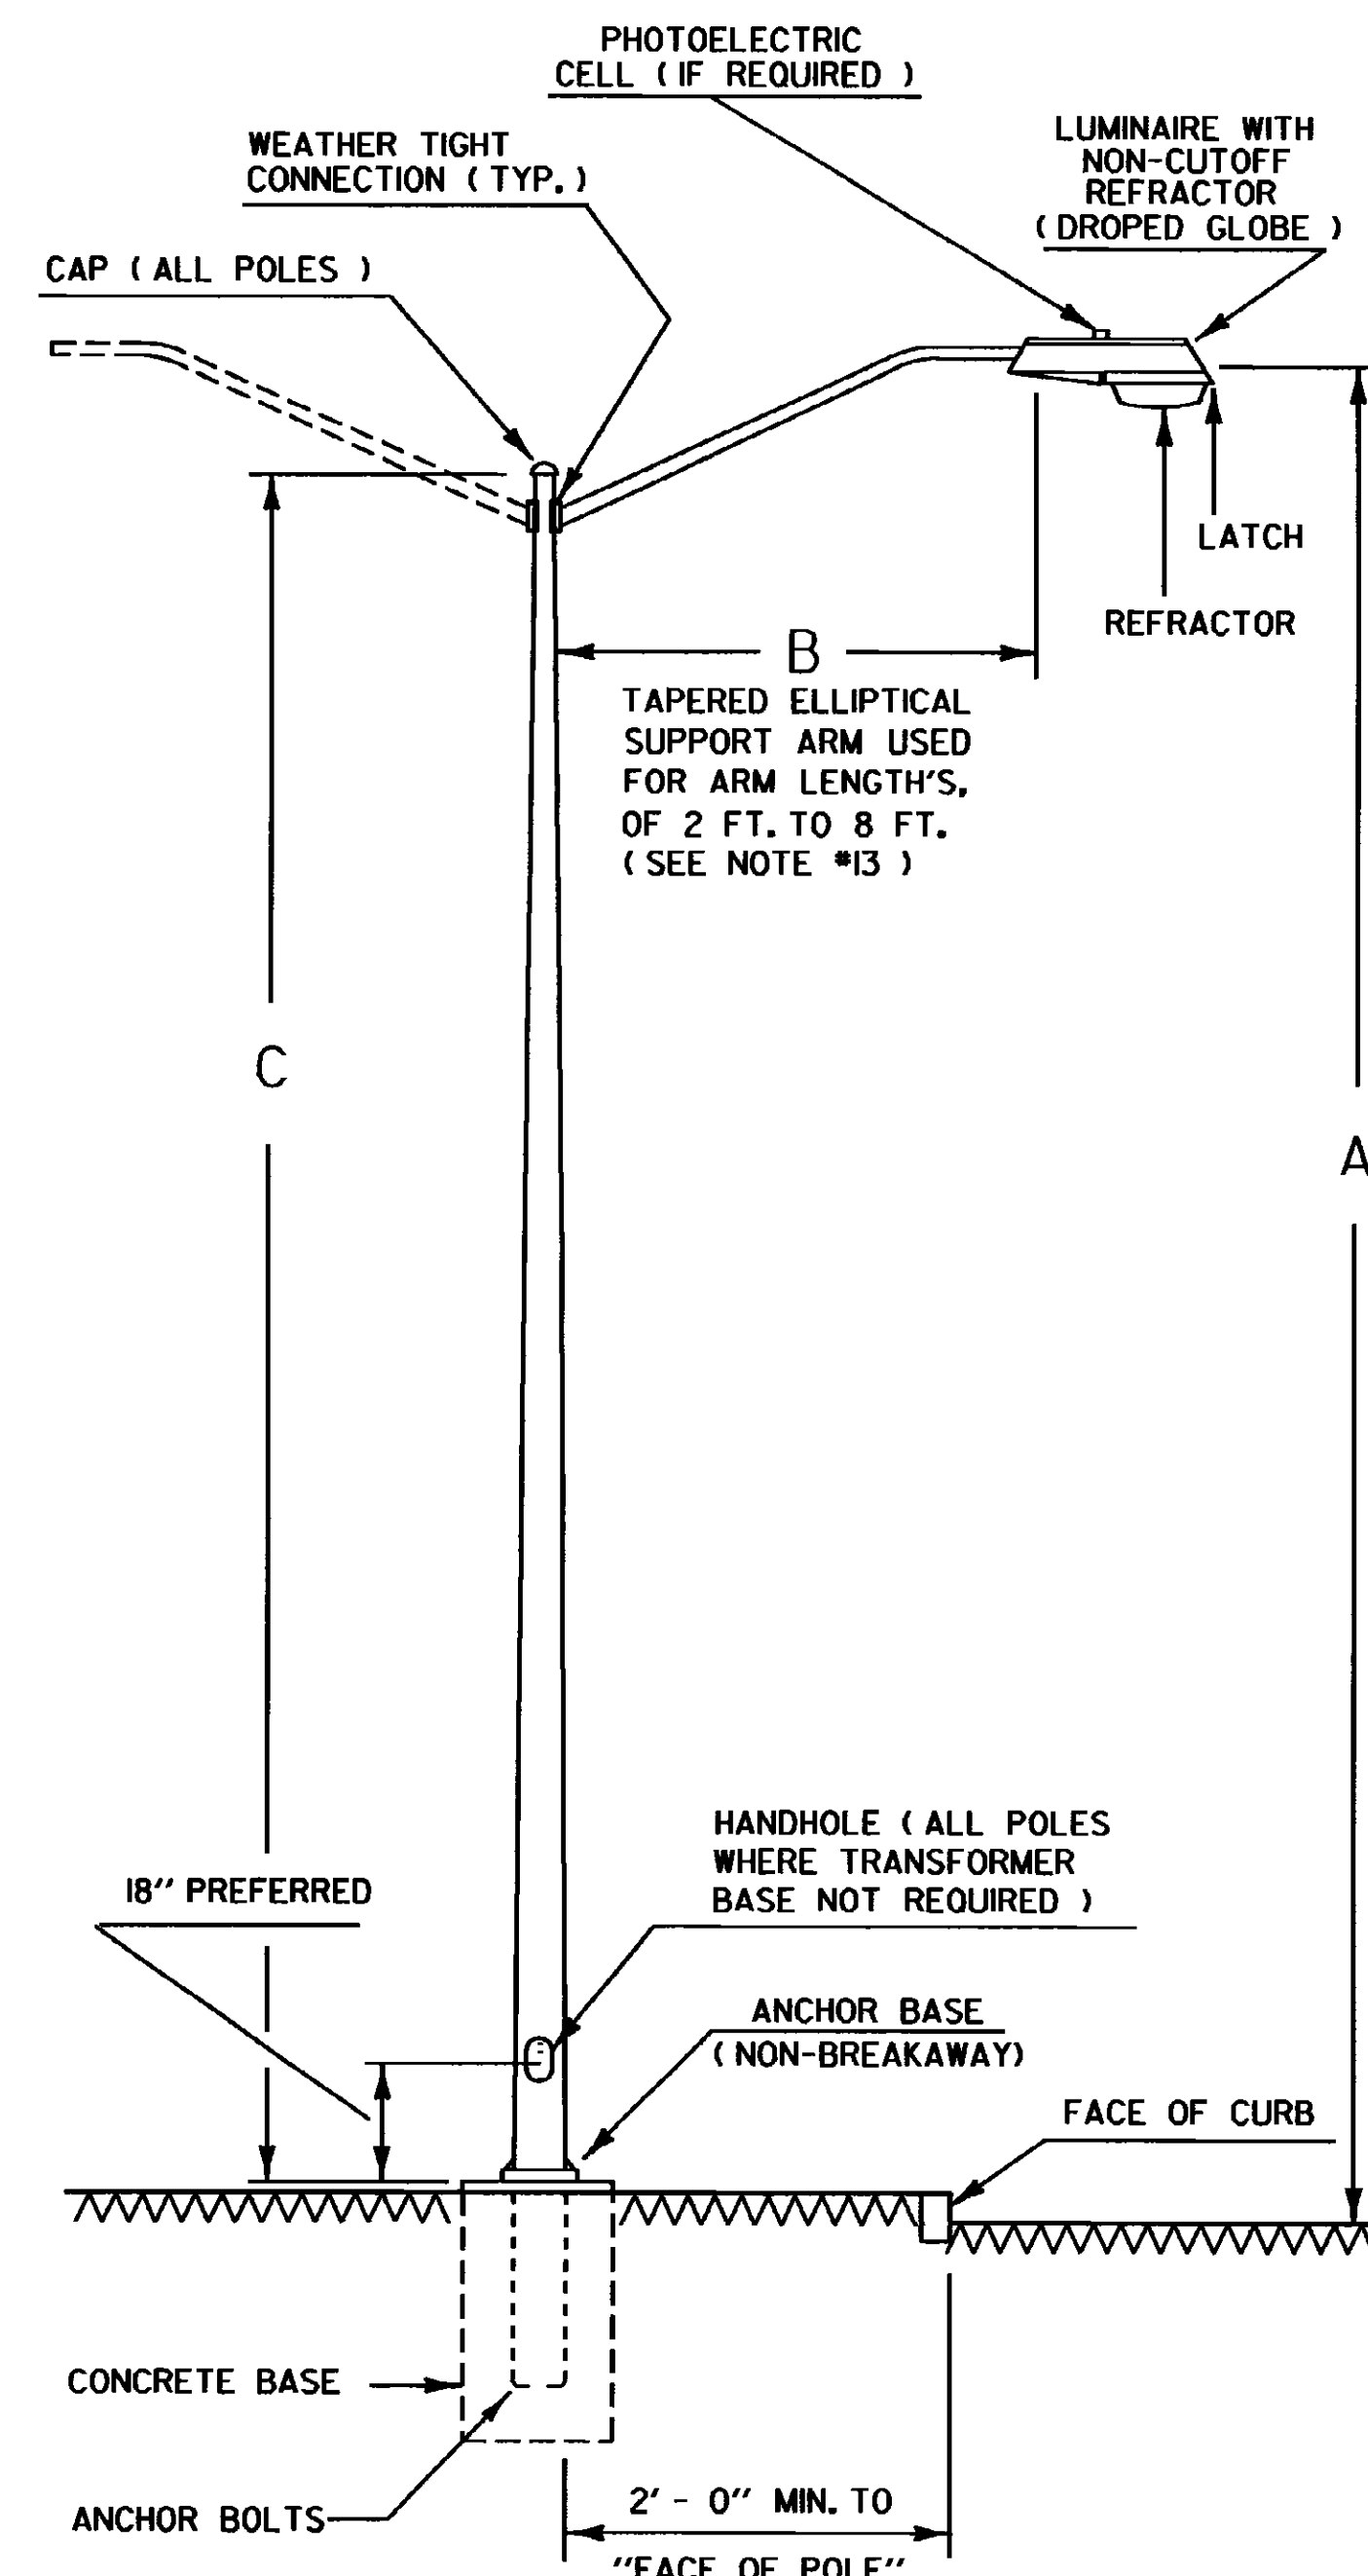 PHOTOELECTRIC
CELL ( IF REQUIRED )
LUMINAIRE WITH
NON-CUTOFF
REFRACTOR
( DROPED GLOBE )
WEATHER TIGHT
CONNECTION ( TYP. )
CAP ( ALL POLES )
LATCH
REFRACTOR
B
TAPERED ELLIPTICAL
SUPPORT ARM USED
FOR ARM LENGTH'S,
OF 2 FT. TO 8 FT.
( SEE NOTE #13 )
C
A
HANDHOLE ( ALL POLES
WHERE TRANSFORMER
BASE NOT REQUIRED )
18" PREFERRED
ANCHOR BASE
( NON-BREAKAWAY)
FACE OF CURB
CONCRETE BASE
ANCHOR BOLTS
2' - 0" MIN. TO
"FACE OF POLE"